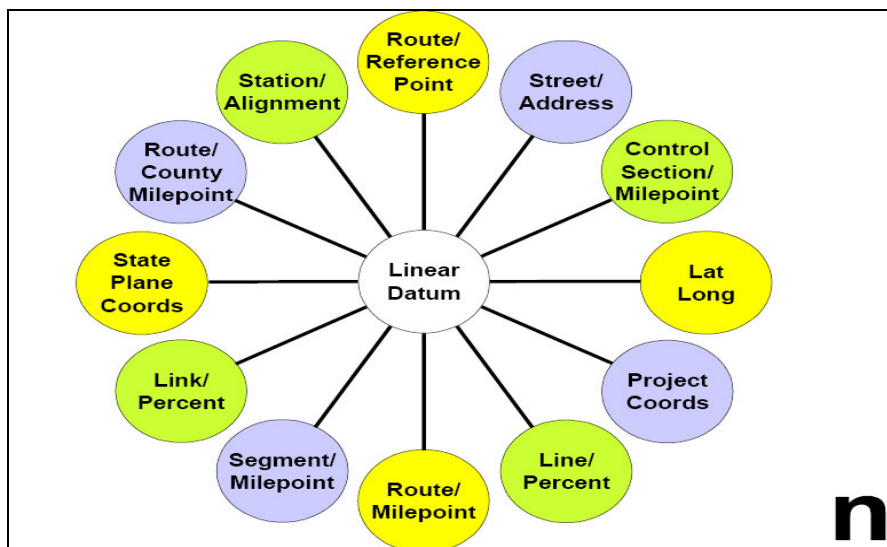 Route/
Reference
Point
Street/
Address
Control
Section/
Milepoint
Lat
Long
Project
Coords
Line/
Percent
Route/
Milepoint
Segment/
Milepoint
Link/
Percent
State
Plane
Coords
Route/
County
Milepoint
Station/
Alignment
Linear
Datum
n